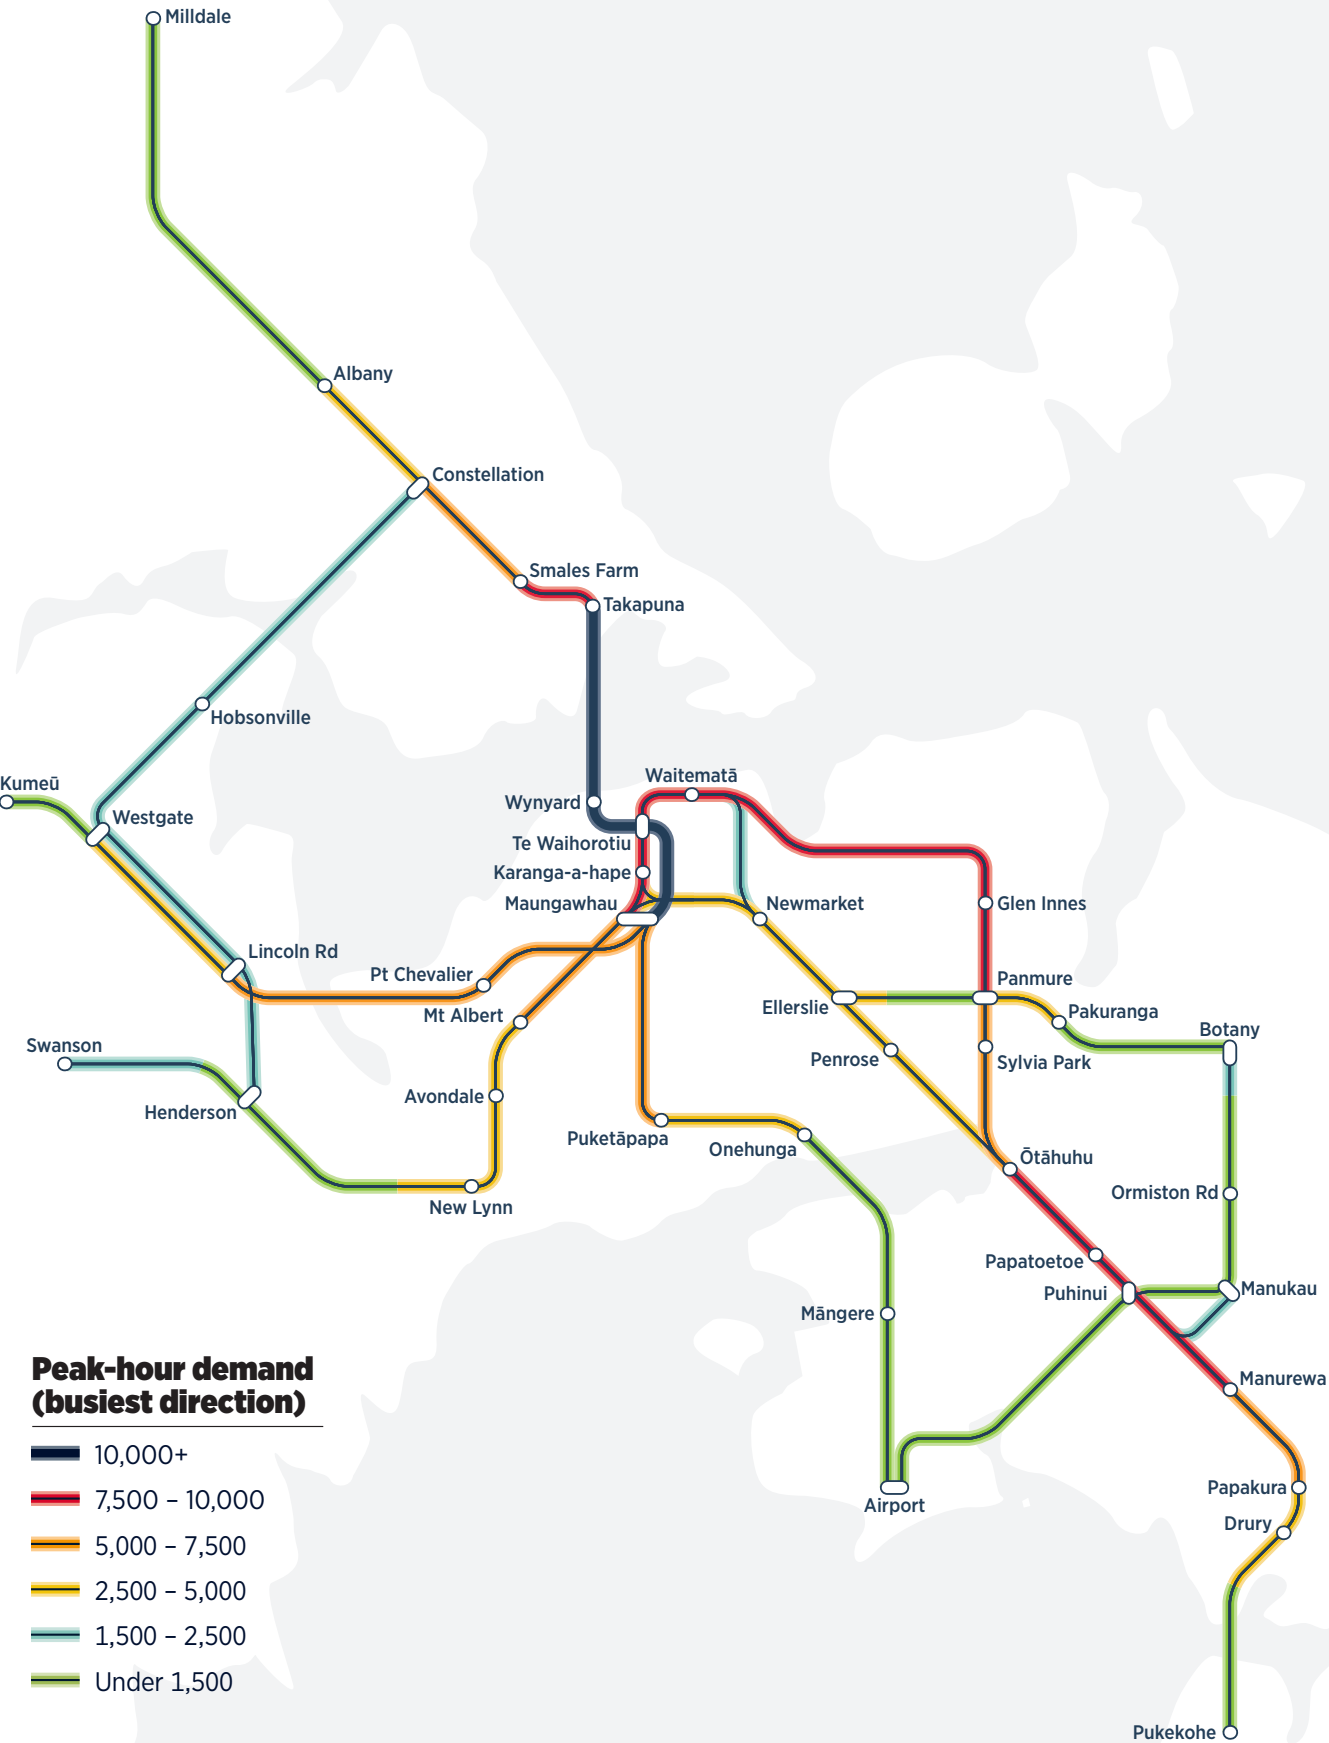 Milldale
Albany
Constellation
Smales Farm
Takapuna
Hobsonville
Waitematā
Kumeū
Wynyard
Westgate
Te Waihorotiu
Karanga-a-hape
Maungawhau
Newmarket
Glen Innes
Lincoln Rd
Pt Chevalier
Panmure
Ellerslie
Pakuranga
Mt Albert
Botany
Swanson
Penrose
Sylvia Park
Avondale
Henderson
Puketāpapa
Onehunga
Ōtāhuhu
Ormiston Rd
New Lynn
Papatoetoe
Puhinui
Manukau
Māngere
Peak-hour demand
(busiest direction)
Manurewa
10,000+
7,500 – 10,000
Papakura
Airport
Drury
5,000 – 7,500
2,500 – 5,000
1,500 – 2,500
Under 1,500
Pukekohe